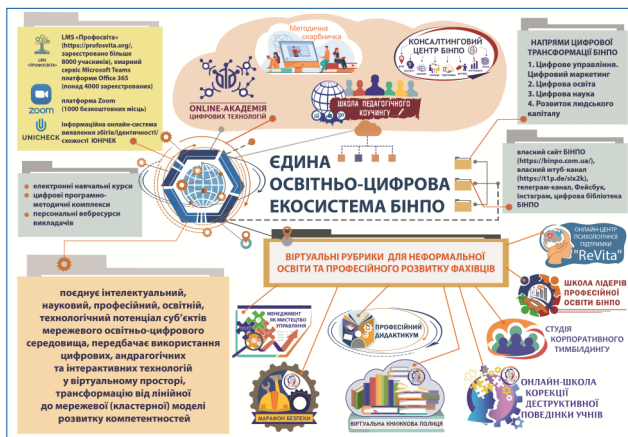 LMS «Профосвіта»
(https://profosvita.org/,
зареєстровано більше
8000 учасників), хмарний
сервіс Microsoft Teams
платформи Office 365
(понад 4000 зареєстрованих)
LMS
«ПРОФОСВІТА»
zoom
платформа Zoom
(1000 безкоштовних місць)
UNICHECK
інформаційна онлайн-система
виявлення збігів/ідентичності/
схожості ЮНІЧЕК
Методична
скарбничка
ONLINE-АКАДЕМІЯ
ЦИФРОВИХ ТЕХНОЛОГІЙ
КОНСАЛТИНГОВИЙ
ЦЕНТР БІНПО
ШКОЛА ПЕДАГОГІЧНОГО
КОУЧИНГУ
НАПРЯМИ ЦИФРОВОЇ
ТРАНСФОРМАЦІЇ БІНПО
1. Цифрове управління.
Цифровий маркетинг
2. Цифрова освіта
3. Цифрова наука
4. Розвиток людського
капіталу
електронні навчальні курси
цифрові програмно-
методичні комплекси
персональні вебресурси
викладачів
ЄДИНА
ОСВІТНЬО-ЦИФРОВА
ЕКОСИСТЕМА БІНПО
власний сайт БІНПО
(https://binpo.com.ua/),
власний ютуб-канал
(https://t1p.de/six2k),
телеграм-канал, Фейсбук,
інстаграм, цифрова бібліотека
БІНПО
поєднує інтелектуальний,
науковий, професійний, освітній,
технологічний потенціал суб’єктів
мережевого освітньо-цифрового
середовища, передбачає використання
цифрових, андрагогічних
та інтерактивних технологій
у віртуальному просторі,
трансформацію від лінійної
до мережевої (кластерної) моделі
розвитку компетентностей
ВІРТУАЛЬНІ РУБРИКИ ДЛЯ НЕФОРМАЛЬНОЇ
ОСВІТИ ТА ПРОФЕСІЙНОГО РОЗВИТКУ ФАХІВЦІВ
ОНЛАЙН-ЦЕНТР
ПСИХОЛОГІЧНОЇ
ПІДТРИМКИ
"ReVita"
ШКОЛА ЛІДЕРІВ
ПРОФЕСІЙНОЇ
ОСВІТИ БІНПО
МЕНЕДЖМЕНТ
ЯК МИСТЕЦТВО
УПРАВЛІННЯ
ПРОФЕСІЙНИЙ
ДИДАКТИКУМ
СТУДІЯ
КОРПОРАТИВНОГО
ТИМБІЛДИНГУ
МАРАФОН БЕЗПЕКИ
ВІРТУАЛЬНА КНИЖКОВА ПОЛИЦЯ
ОНЛАЙН-ШКОЛА
КОРЕКЦІЇ
ДЕСТРУКТИВНОЇ
ПОВЕДІНКИ УЧНІВ